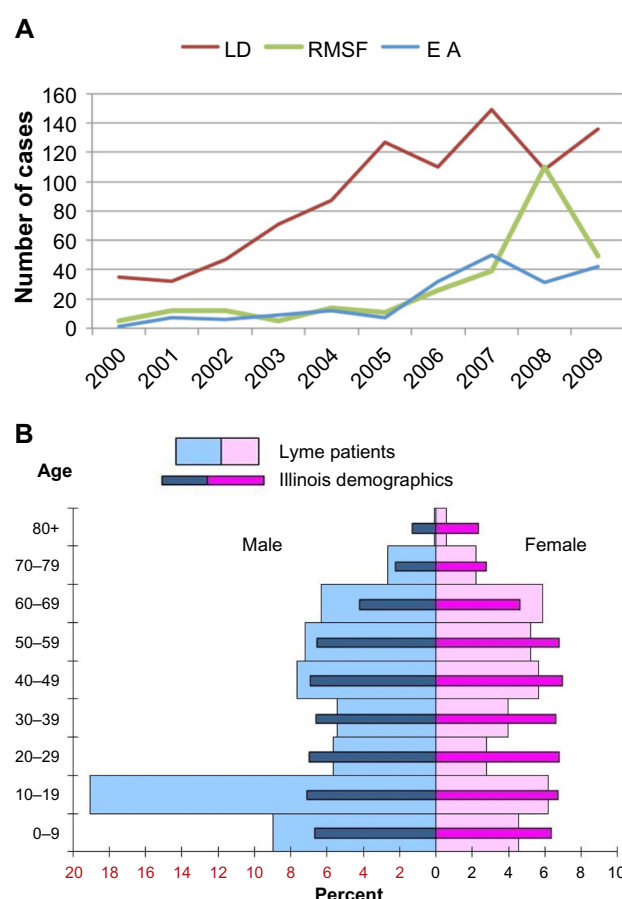 A
LD RMSF E A
Number of cases
160
140
120
100
80
60
40
20
0
2000 2001 2002 2003 2004 2005 2006 2007 2008 2009
B
Lyme patients
Age
Illinois demographics
80+
Male Female
70–79
60–69
50–59
40–49
30–39
20–29
10–19
0–9
20 18 16 14 12 10 8 6 4 2 0 2 4 6 8 10
Percent